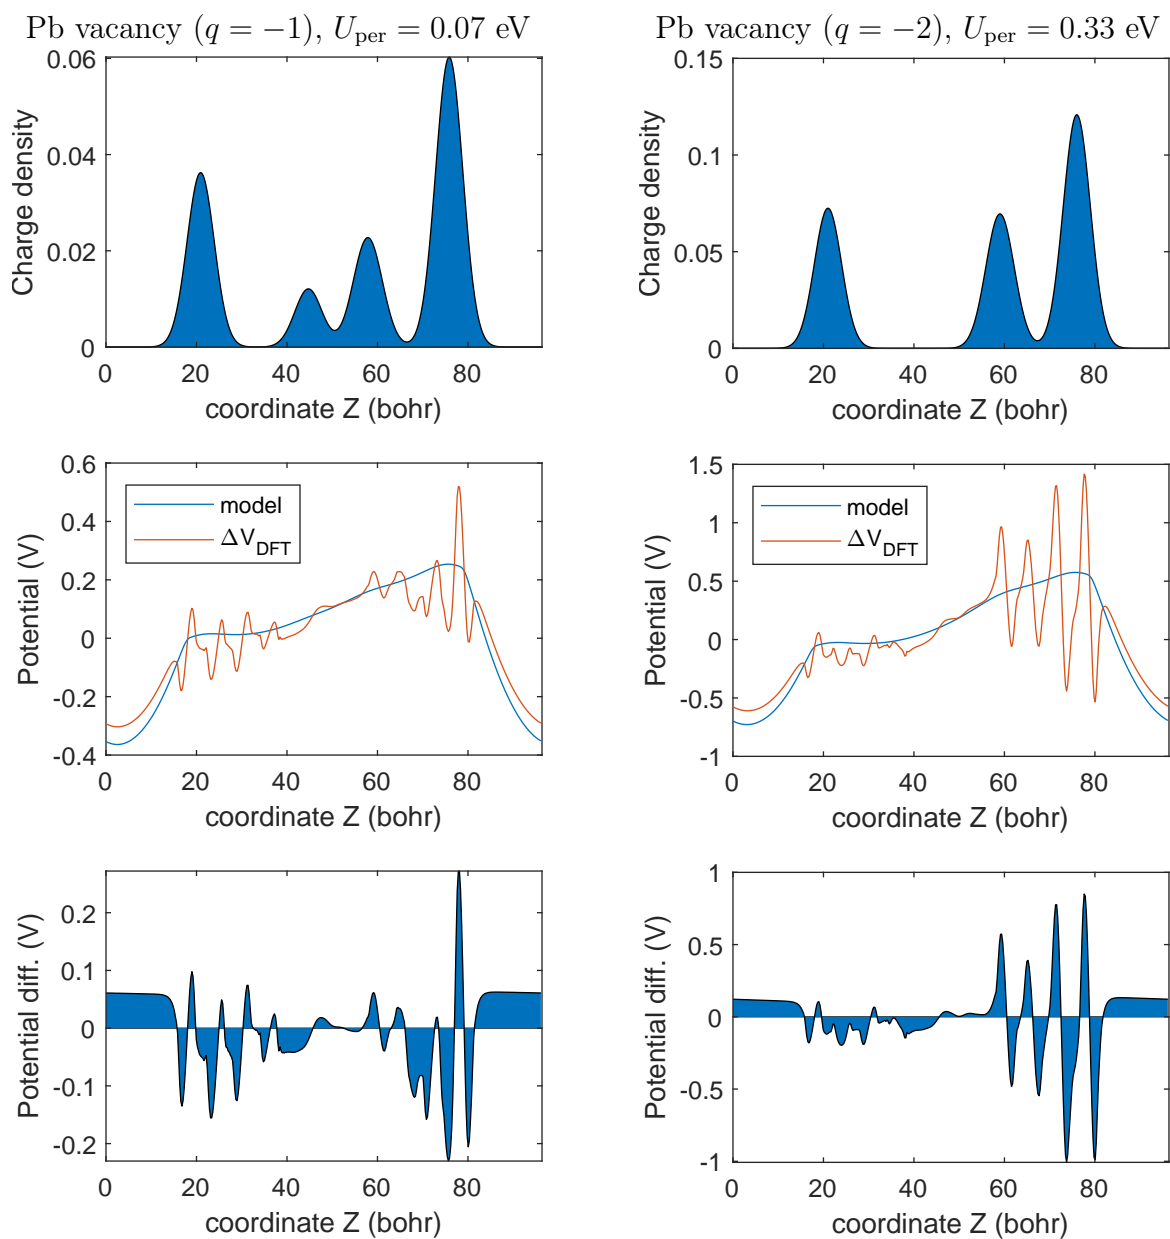 Pb vacancy (q = −1), U_per = 0.07 eV
Pb vacancy (q = −2), U_per = 0.33 eV
0.06
0.04
0.02
0
Charge density
0 20 40 60 80
coordinate Z (bohr)
0.15
0.1
0.05
0
Charge density
0 20 40 60 80
coordinate Z (bohr)
0.6
0.4
0.2
0
-0.2
-0.4
Potential (V)
model
ΔV_DFT
0 20 40 60 80
coordinate Z (bohr)
1.5
1
0.5
0
-0.5
-1
Potential (V)
model
ΔV_DFT
0 20 40 60 80
coordinate Z (bohr)
0.2
0.1
0
-0.1
-0.2
Potential diff. (V)
0 20 40 60 80
coordinate Z (bohr)
1
0.5
0
-0.5
-1
Potential diff. (V)
0 20 40 60 80
coordinate Z (bohr)